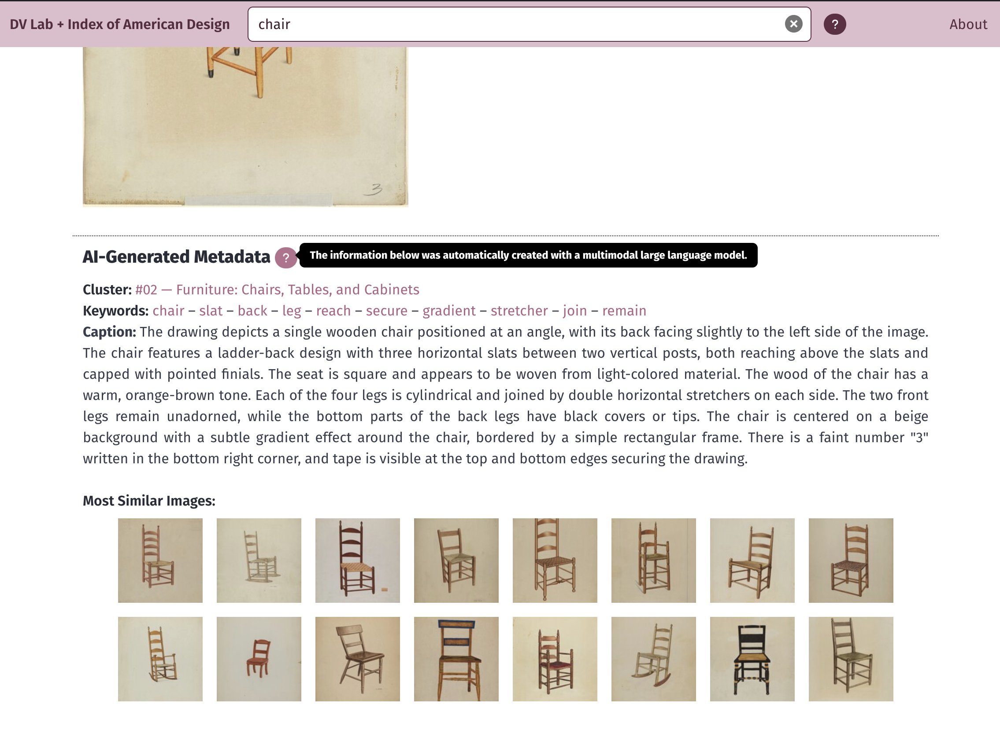 DV Lab + Index of American Design
chair
?
About
3
AI-Generated Metadata ?
The information below was automatically created with a multimodal large language model.
Cluster: #02 — Furniture: Chairs, Tables, and Cabinets
Keywords: chair – slat – back – leg – reach – secure – gradient – stretcher – join – remain
Caption: The drawing depicts a single wooden chair positioned at an angle, with its back facing slightly to the left side of the image.
The chair features a ladder-back design with three horizontal slats between two vertical posts, both reaching above the slats and
capped with pointed finials. The seat is square and appears to be woven from light-colored material. The wood of the chair has a
warm, orange-brown tone. Each of the four legs is cylindrical and joined by double horizontal stretchers on each side. The two front
legs remain unadorned, while the bottom parts of the back legs have black covers or tips. The chair is centered on a beige
background with a subtle gradient effect around the chair, bordered by a simple rectangular frame. There is a faint number "3"
written in the bottom right corner, and tape is visible at the top and bottom edges securing the drawing.
Most Similar Images: